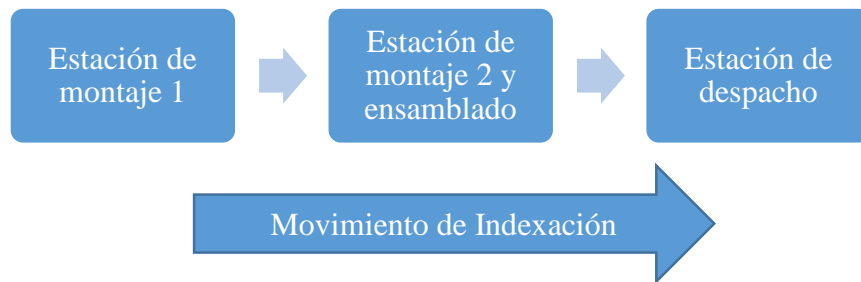 Estación de
montaje 1
Estación de
montaje 2 y
ensamblado
Estación de
despacho
Movimiento de Indexación